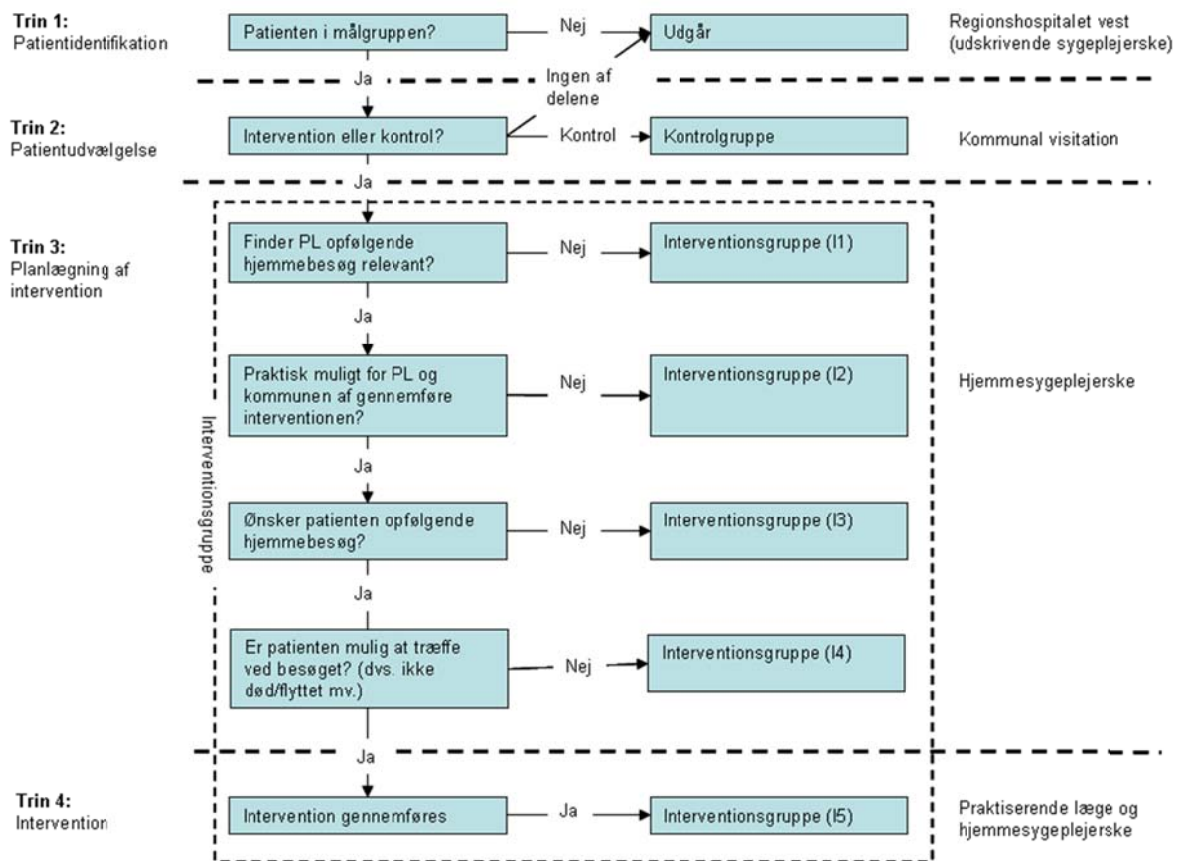 Trin 1:
Patientidentifikation
Patienten i målgruppen?
Nej
Udgår
Regionshospitalet vest
(udskrivende sygeplejerske)
Ja
Ingen af
delene
Trin 2:
Patientudvælgelse
Intervention eller kontrol?
Kontrol
Kontrolgruppe
Kommunal visitation
Ja
Trin 3:
Planlægning af
intervention
Interventionsgruppe
Finder PL opfølgende
hjemmebesøg relevant?
Nej
Interventionsgruppe (I1)
Ja
Praktisk muligt for PL og
kommunen af gennemføre
interventionen?
Nej
Interventionsgruppe (I2)
Hjemmesygeplejerske
Ja
Ønsker patienten opfølgende
hjemmebesøg?
Nej
Interventionsgruppe (I3)
Ja
Er patienten mulig at træffe
ved besøget? (dvs. ikke
død/flyttet mv.)
Nej
Interventionsgruppe (I4)
Ja
Trin 4:
Intervention
Intervention gennemføres
Ja
Interventionsgruppe (I5)
Praktiserende læge og
hjemmesygeplejerske